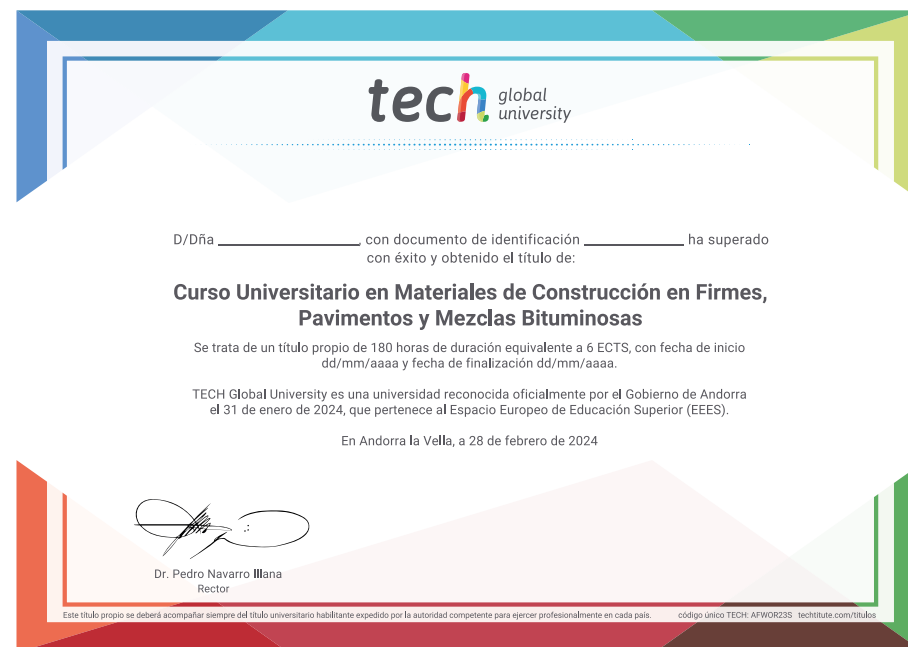 tech global university
D/Dña ____________________, con documento de identificación ______________ ha superado
con éxito y obtenido el título de:
Curso Universitario en Materiales de Construcción en Firmes,
Pavimentos y Mezclas Bituminosas
Se trata de un título propio de 180 horas de duración equivalente a 6 ECTS, con fecha de inicio
dd/mm/aaaa y fecha de finalización dd/mm/aaaa.
TECH Global University es una universidad reconocida oficialmente por el Gobierno de Andorra
el 31 de enero de 2024, que pertenece al Espacio Europeo de Educación Superior (EEES).
En Andorra la Vella, a 28 de febrero de 2024
Dr. Pedro Navarro Illana
Rector
Este título propio se deberá acompañar siempre del título universitario habilitante expedido por la autoridad competente para ejercer profesionalmente en cada país. código único TECH: AFWOR23S techtitute.com/titulos